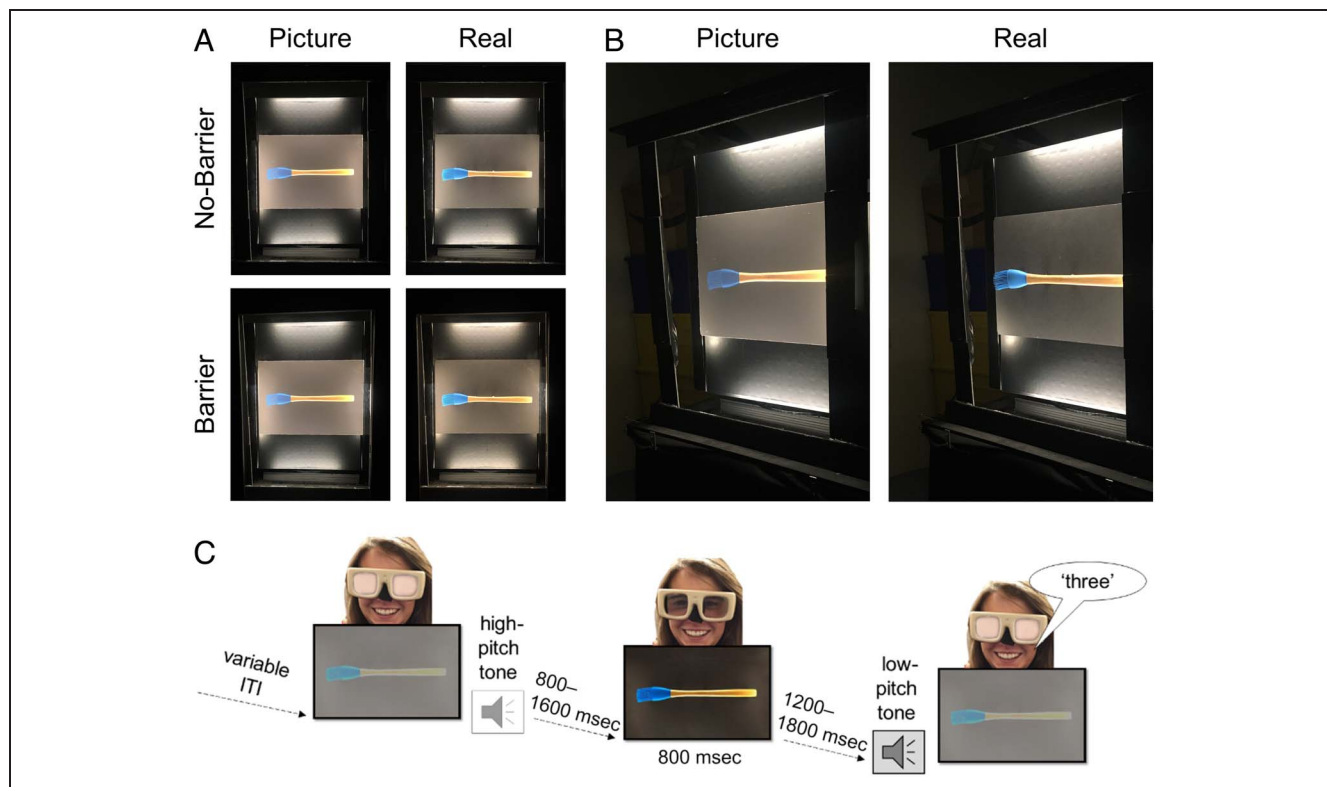 A
Picture
Real
B
Picture
Real
No-Barrier
Barrier
C
variable
ITI
high-
pitch
tone
800–
1600 msec
800 msec
1200–
1800 msec
low-
pitch
tone
'three'